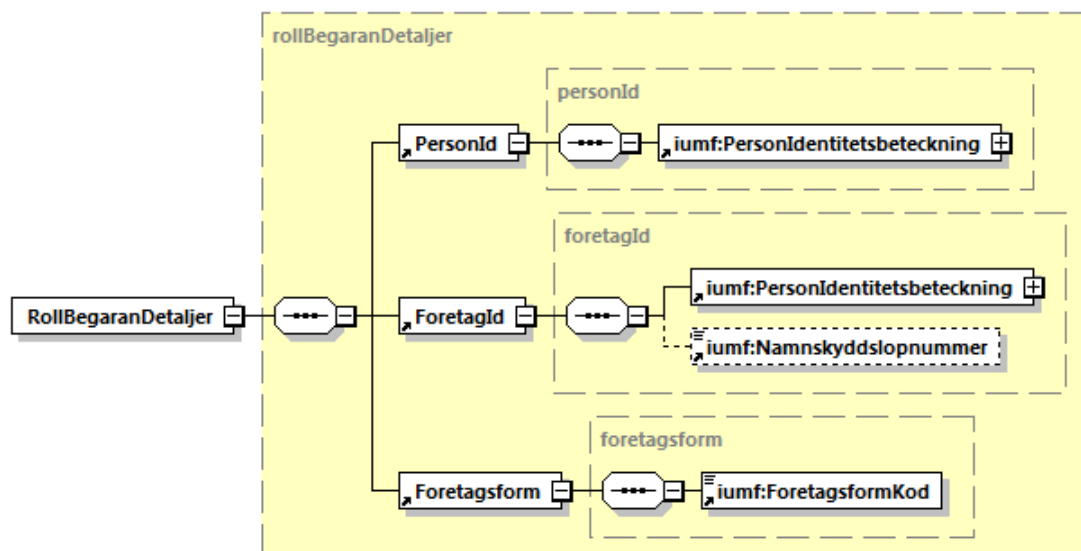 rollBegaranDetaljer
personId
PersonId
iumf:PersonIdentitetsbeteckning
foretagId
iumf:PersonIdentitetsbeteckning
RollBegaranDetaljer
ForetagId
iumf:Namnskyddslopnummer
foretagsform
Foretagsform
iumf:ForetagsformKod